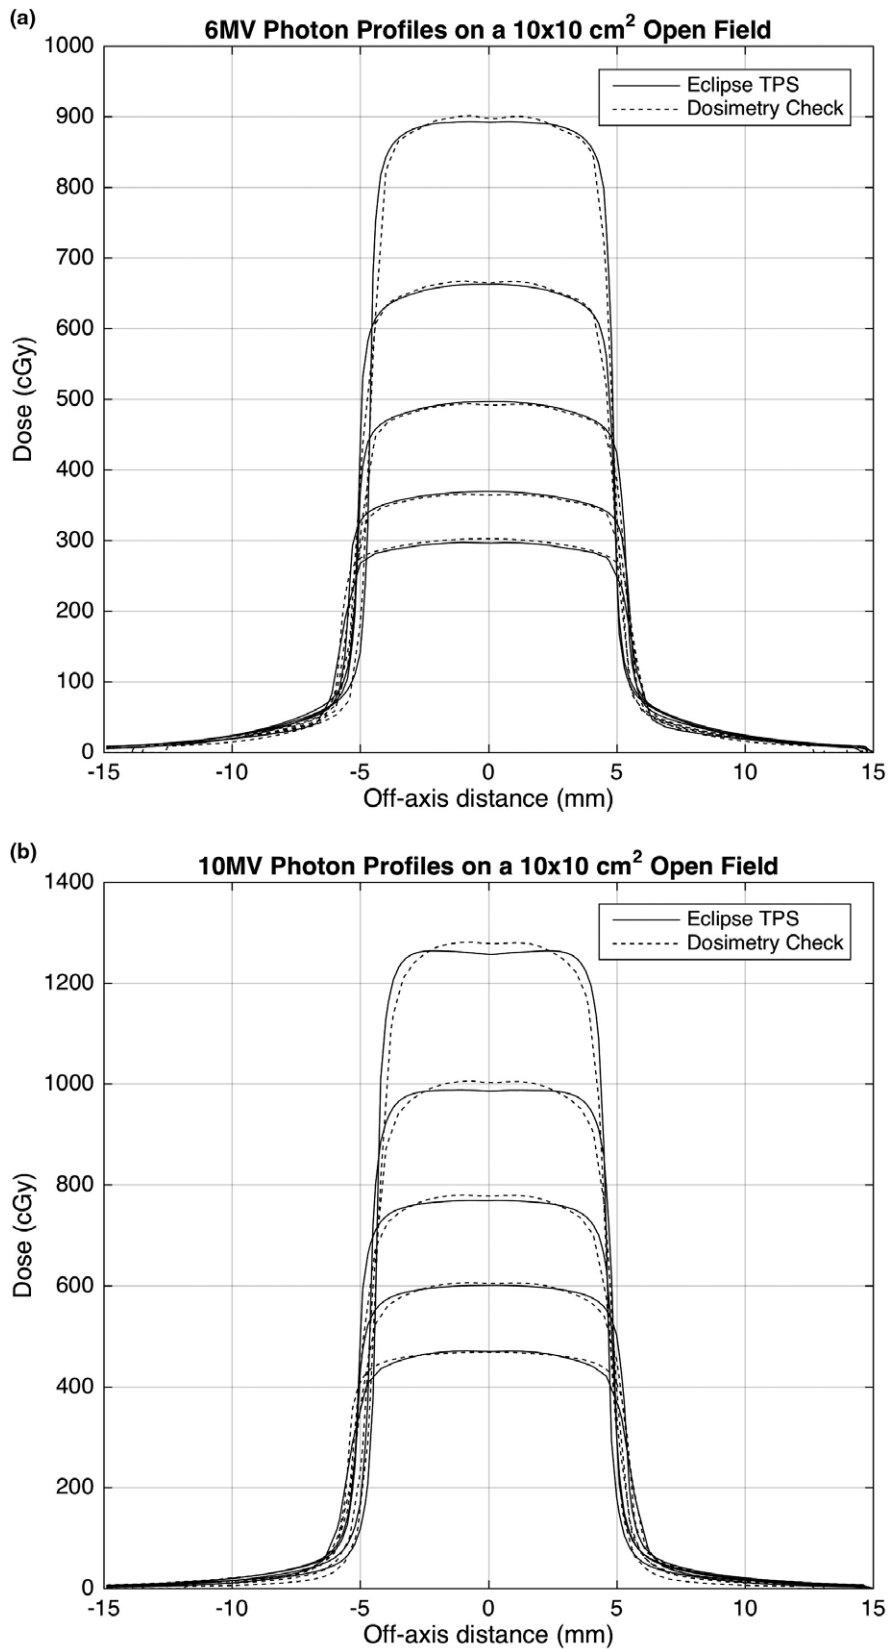 (a)
6MV Photon Profiles on a 10x10 cm² Open Field
1000
900
800
700
600
500
400
300
200
100
0
Dose (cGy)
Eclipse TPS
Dosimetry Check
-15 -10 -5 0 5 10 15
Off-axis distance (mm)
(b)
10MV Photon Profiles on a 10x10 cm² Open Field
1400
1200
1000
800
600
400
200
0
Dose (cGy)
Eclipse TPS
Dosimetry Check
-15 -10 -5 0 5 10 15
Off-axis distance (mm)